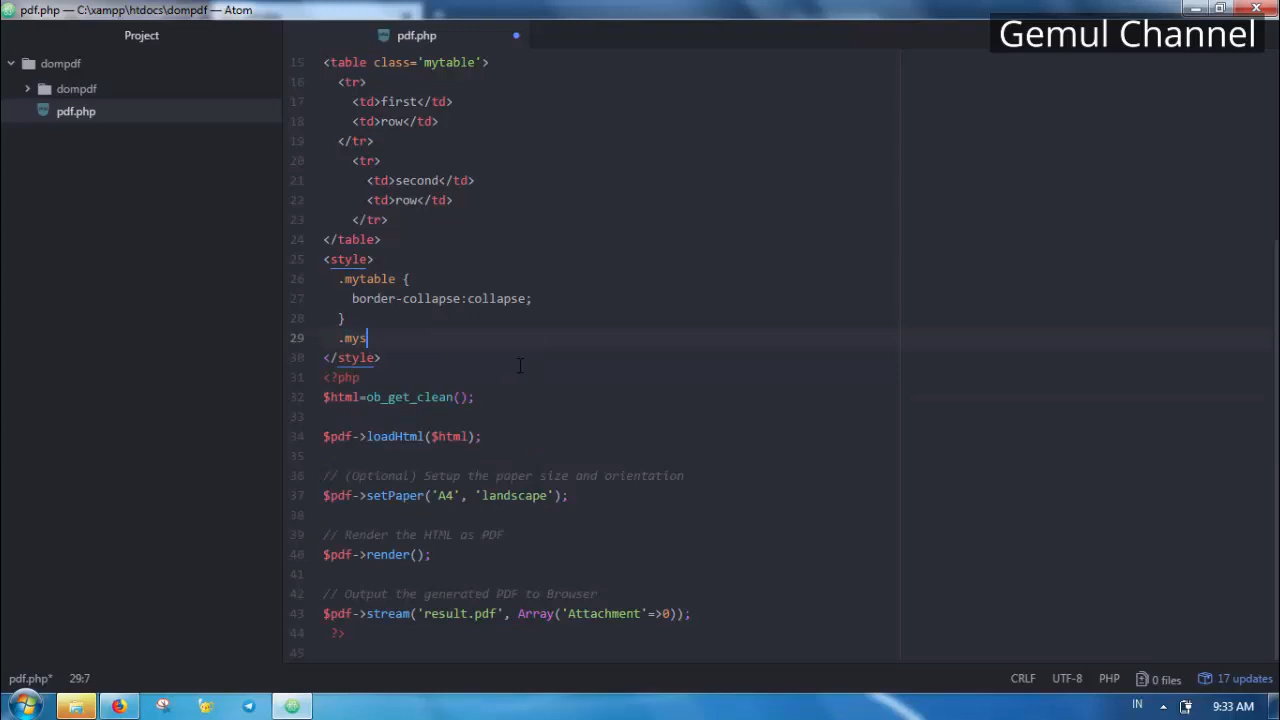 pdf.php — C:\xampp\htdocs\dompdf — Atom
Gemul Channel
Project
pdf.php
dompdf
dompdf
pdf.php
15 <table class='mytable'>
16 <tr>
17 <td>first</td>
18 <td>row</td>
19 </tr>
20 <tr>
21 <td>second</td>
22 <td>row</td>
23 </tr>
24 </table>
25 <style>
26 .mytable {
27 border-collapse:collapse;
28 }
29 .mys
30 </style>
31 <?php
32 $html=ob_get_clean();
33
34 $pdf->loadHtml($html);
35
36 // (Optional) Setup the paper size and orientation
37 $pdf->setPaper('A4', 'landscape');
38
39 // Render the HTML as PDF
40 $pdf->render();
41
42 // Output the generated PDF to Browser
43 $pdf->stream('result.pdf', Array('Attachment'=>0));
44 ?>
45
pdf.php* 29:7 CRLF UTF-8 PHP 0 files 17 updates
IN 9:33 AM